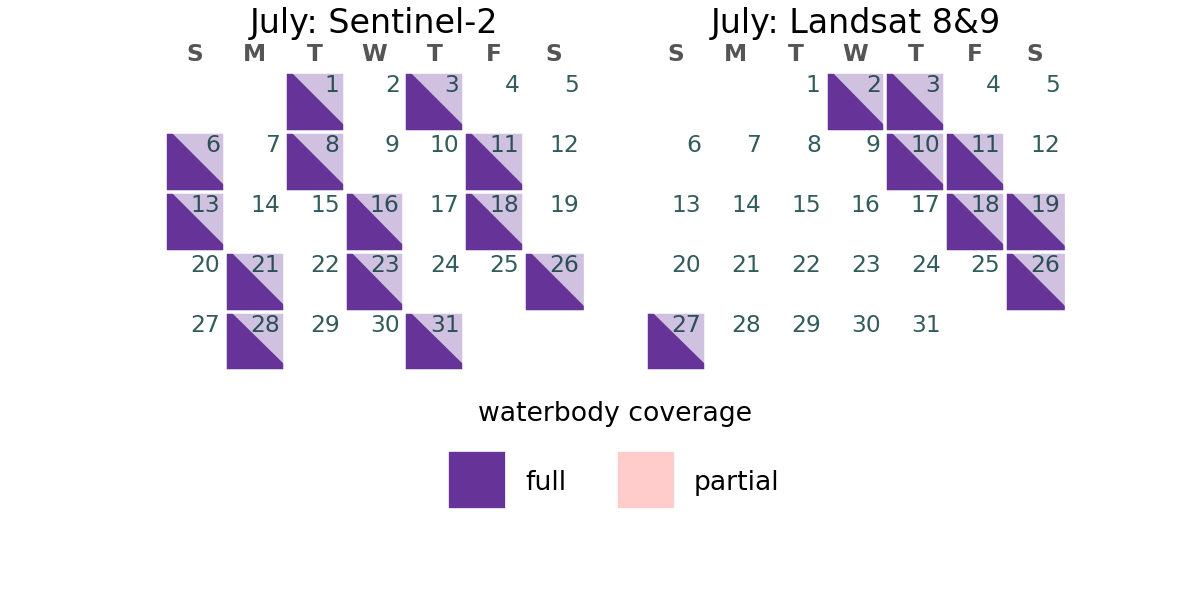 July: Sentinel-2
S M T W T F S
1 2 3 4 5
6 7 8 9 10 11 12
13 14 15 16 17 18 19
20 21 22 23 24 25 26
27 28 29 30 31
July: Landsat 8&9
S M T W T F S
1 2 3 4 5
6 7 8 9 10 11 12
13 14 15 16 17 18 19
20 21 22 23 24 25 26
27 28 29 30 31
waterbody coverage
full
partial